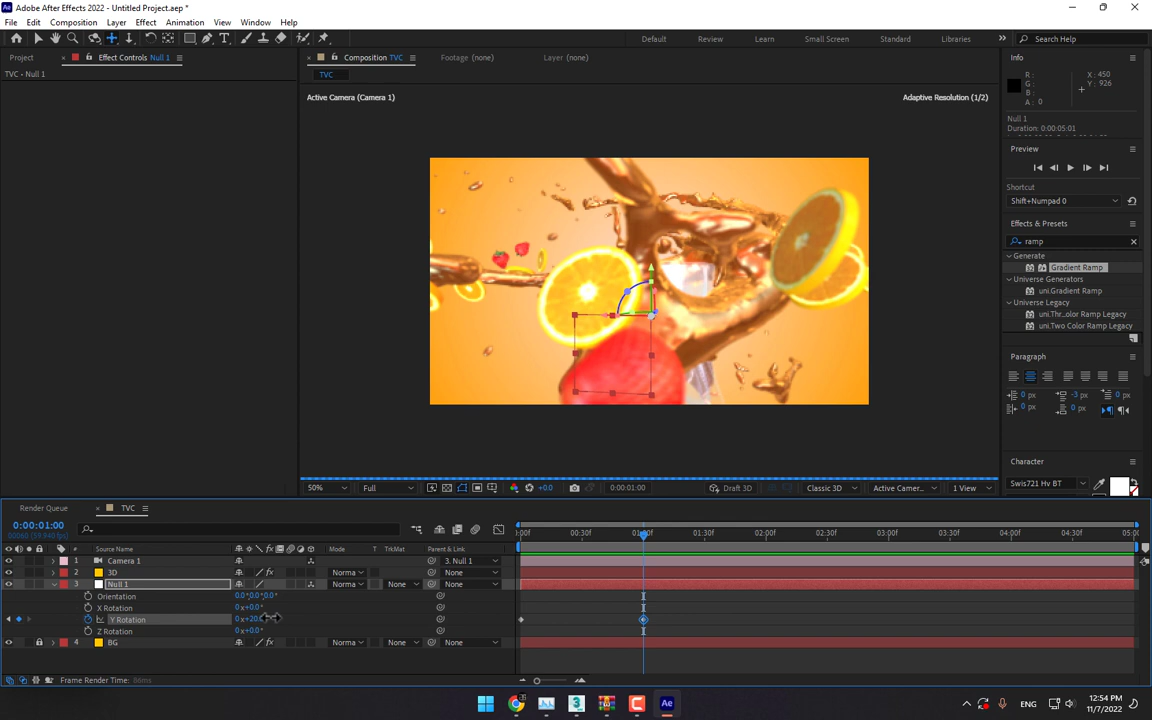 Adobe After Effects 2022 - Untitled Project.aep *
File Edit Composition Layer Effect Animation View Window Help
Default Review Learn Small Screen Standard Libraries Search Help
Project Effect Controls Null 1 Composition TVC Footage (none) Layer (none) Info
TVC • Null 1 TVC
Active Camera (Camera 1) Adaptive Resolution (1/2)
R: X: 450
G: Y: 926
B:
A: 0
Null 1
Duration: 0:00:05:01
Preview
Shortcut
Shift+Numpad 0
Effects & Presets
ramp
Generate
Gradient Ramp
Universe Generators
uni.Gradient Ramp
Universe Legacy
uni.Thr...olor Ramp Legacy
uni.Two Color Ramp Legacy
Paragraph
0 px -3 px 0 px
0 px 0 px
Character
Swis721 Hv BT
50% Full +0.0 0:00:01:00 Draft 3D Classic 3D Active Camer... 1 View
Render Queue TVC
0:00:01:00
00060 (59.940 fps)
:00f 00:30f 01:00f 01:30f 02:00f 02:30f 03:00f 03:30f 04:00f 04:30f 05:0
# Source Name Mode T TrkMat Parent & Link
1 Camera 1 3. Null 1
2 3D Norma None
3 Null 1 Norma None None
Orientation 0.0°,0.0°,0.0°
X Rotation 0x+0.0°
Y Rotation 0x+20.0
Z Rotation 0x+0.0°
4 BG Norma None None
Frame Render Time: 86ms
ENG 12:54 PM
11/7/2022